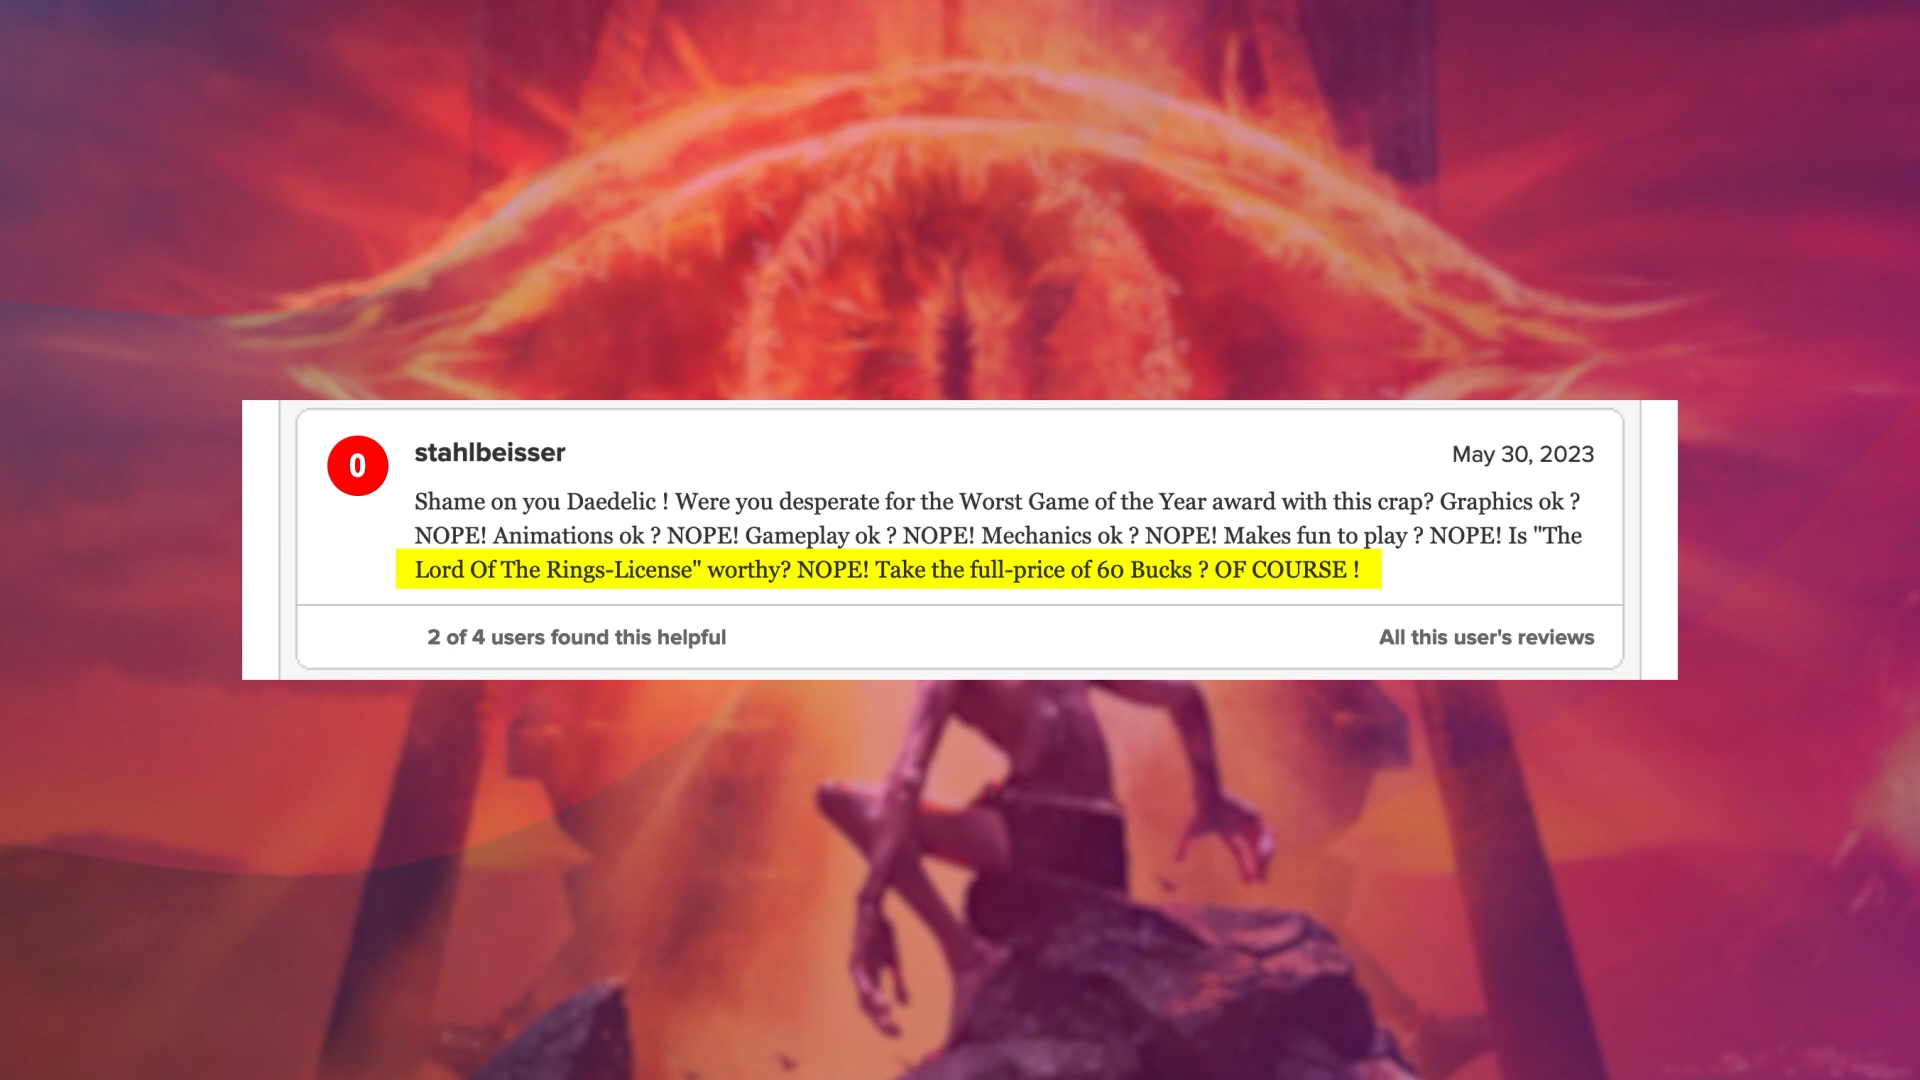 0
stahlbeisser
May 30, 2023
Shame on you Daedelic ! Were you desperate for the Worst Game of the Year award with this crap? Graphics ok ?
NOPE! Animations ok ? NOPE! Gameplay ok ? NOPE! Mechanics ok ? NOPE! Makes fun to play ? NOPE! Is "The
Lord Of The Rings-License" worthy? NOPE! Take the full-price of 60 Bucks ? OF COURSE !
2 of 4 users found this helpful
All this user's reviews